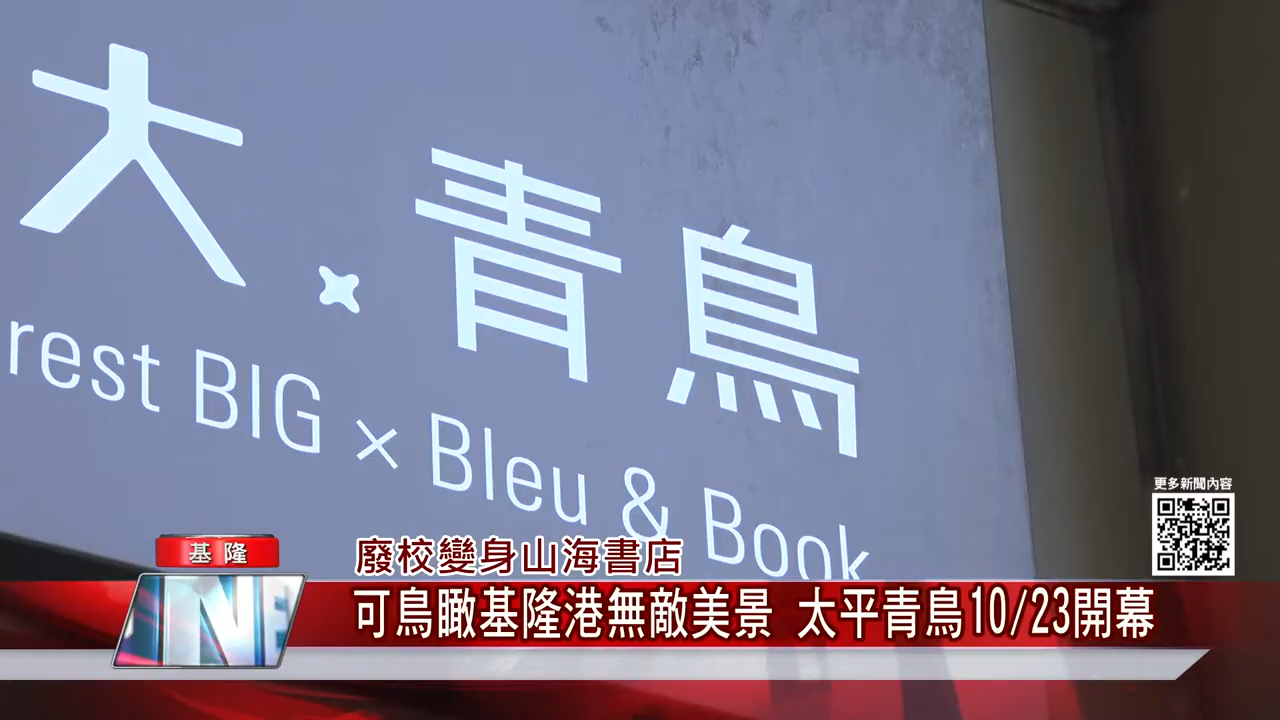 大·青鳥
rest BIG × Bleu & Book
更多新聞內容
基隆
廢校變身山海書店
NE
可鳥瞰基隆港無敵美景 太平青鳥10/23開幕